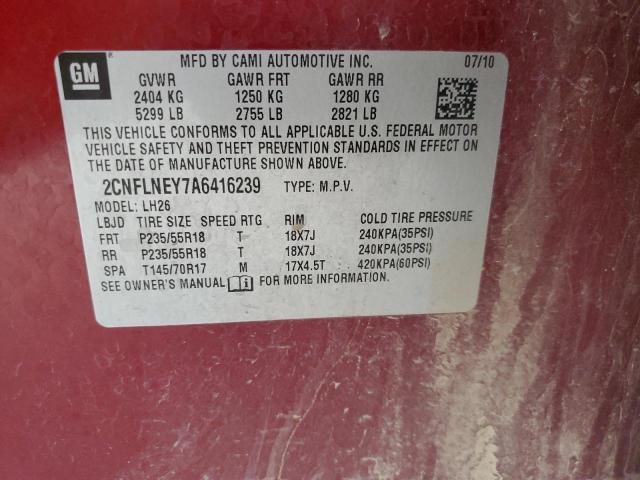 GM
MFD BY CAMI AUTOMOTIVE INC. 07/10
GVWR GAWR FRT GAWR RR
2404 KG 1250 KG 1280 KG
5299 LB 2755 LB 2821 LB
THIS VEHICLE CONFORMS TO ALL APPLICABLE U.S. FEDERAL MOTOR
VEHICLE SAFETY AND THEFT PREVENTION STANDARDS IN EFFECT ON
THE DATE OF MANUFACTURE SHOWN ABOVE.
2CNFLNEY7A6416239 TYPE: M.P.V.
MODEL: LH26
LBJD TIRE SIZE SPEED RTG RIM COLD TIRE PRESSURE
FRT P235/55R18 T 18X7J 240KPA(35PSI)
RR P235/55R18 T 18X7J 240KPA(35PSI)
SPA T145/70R17 M 17X4.5T 420KPA(60PSI)
SEE OWNER'S MANUAL FOR MORE INFORMATION.